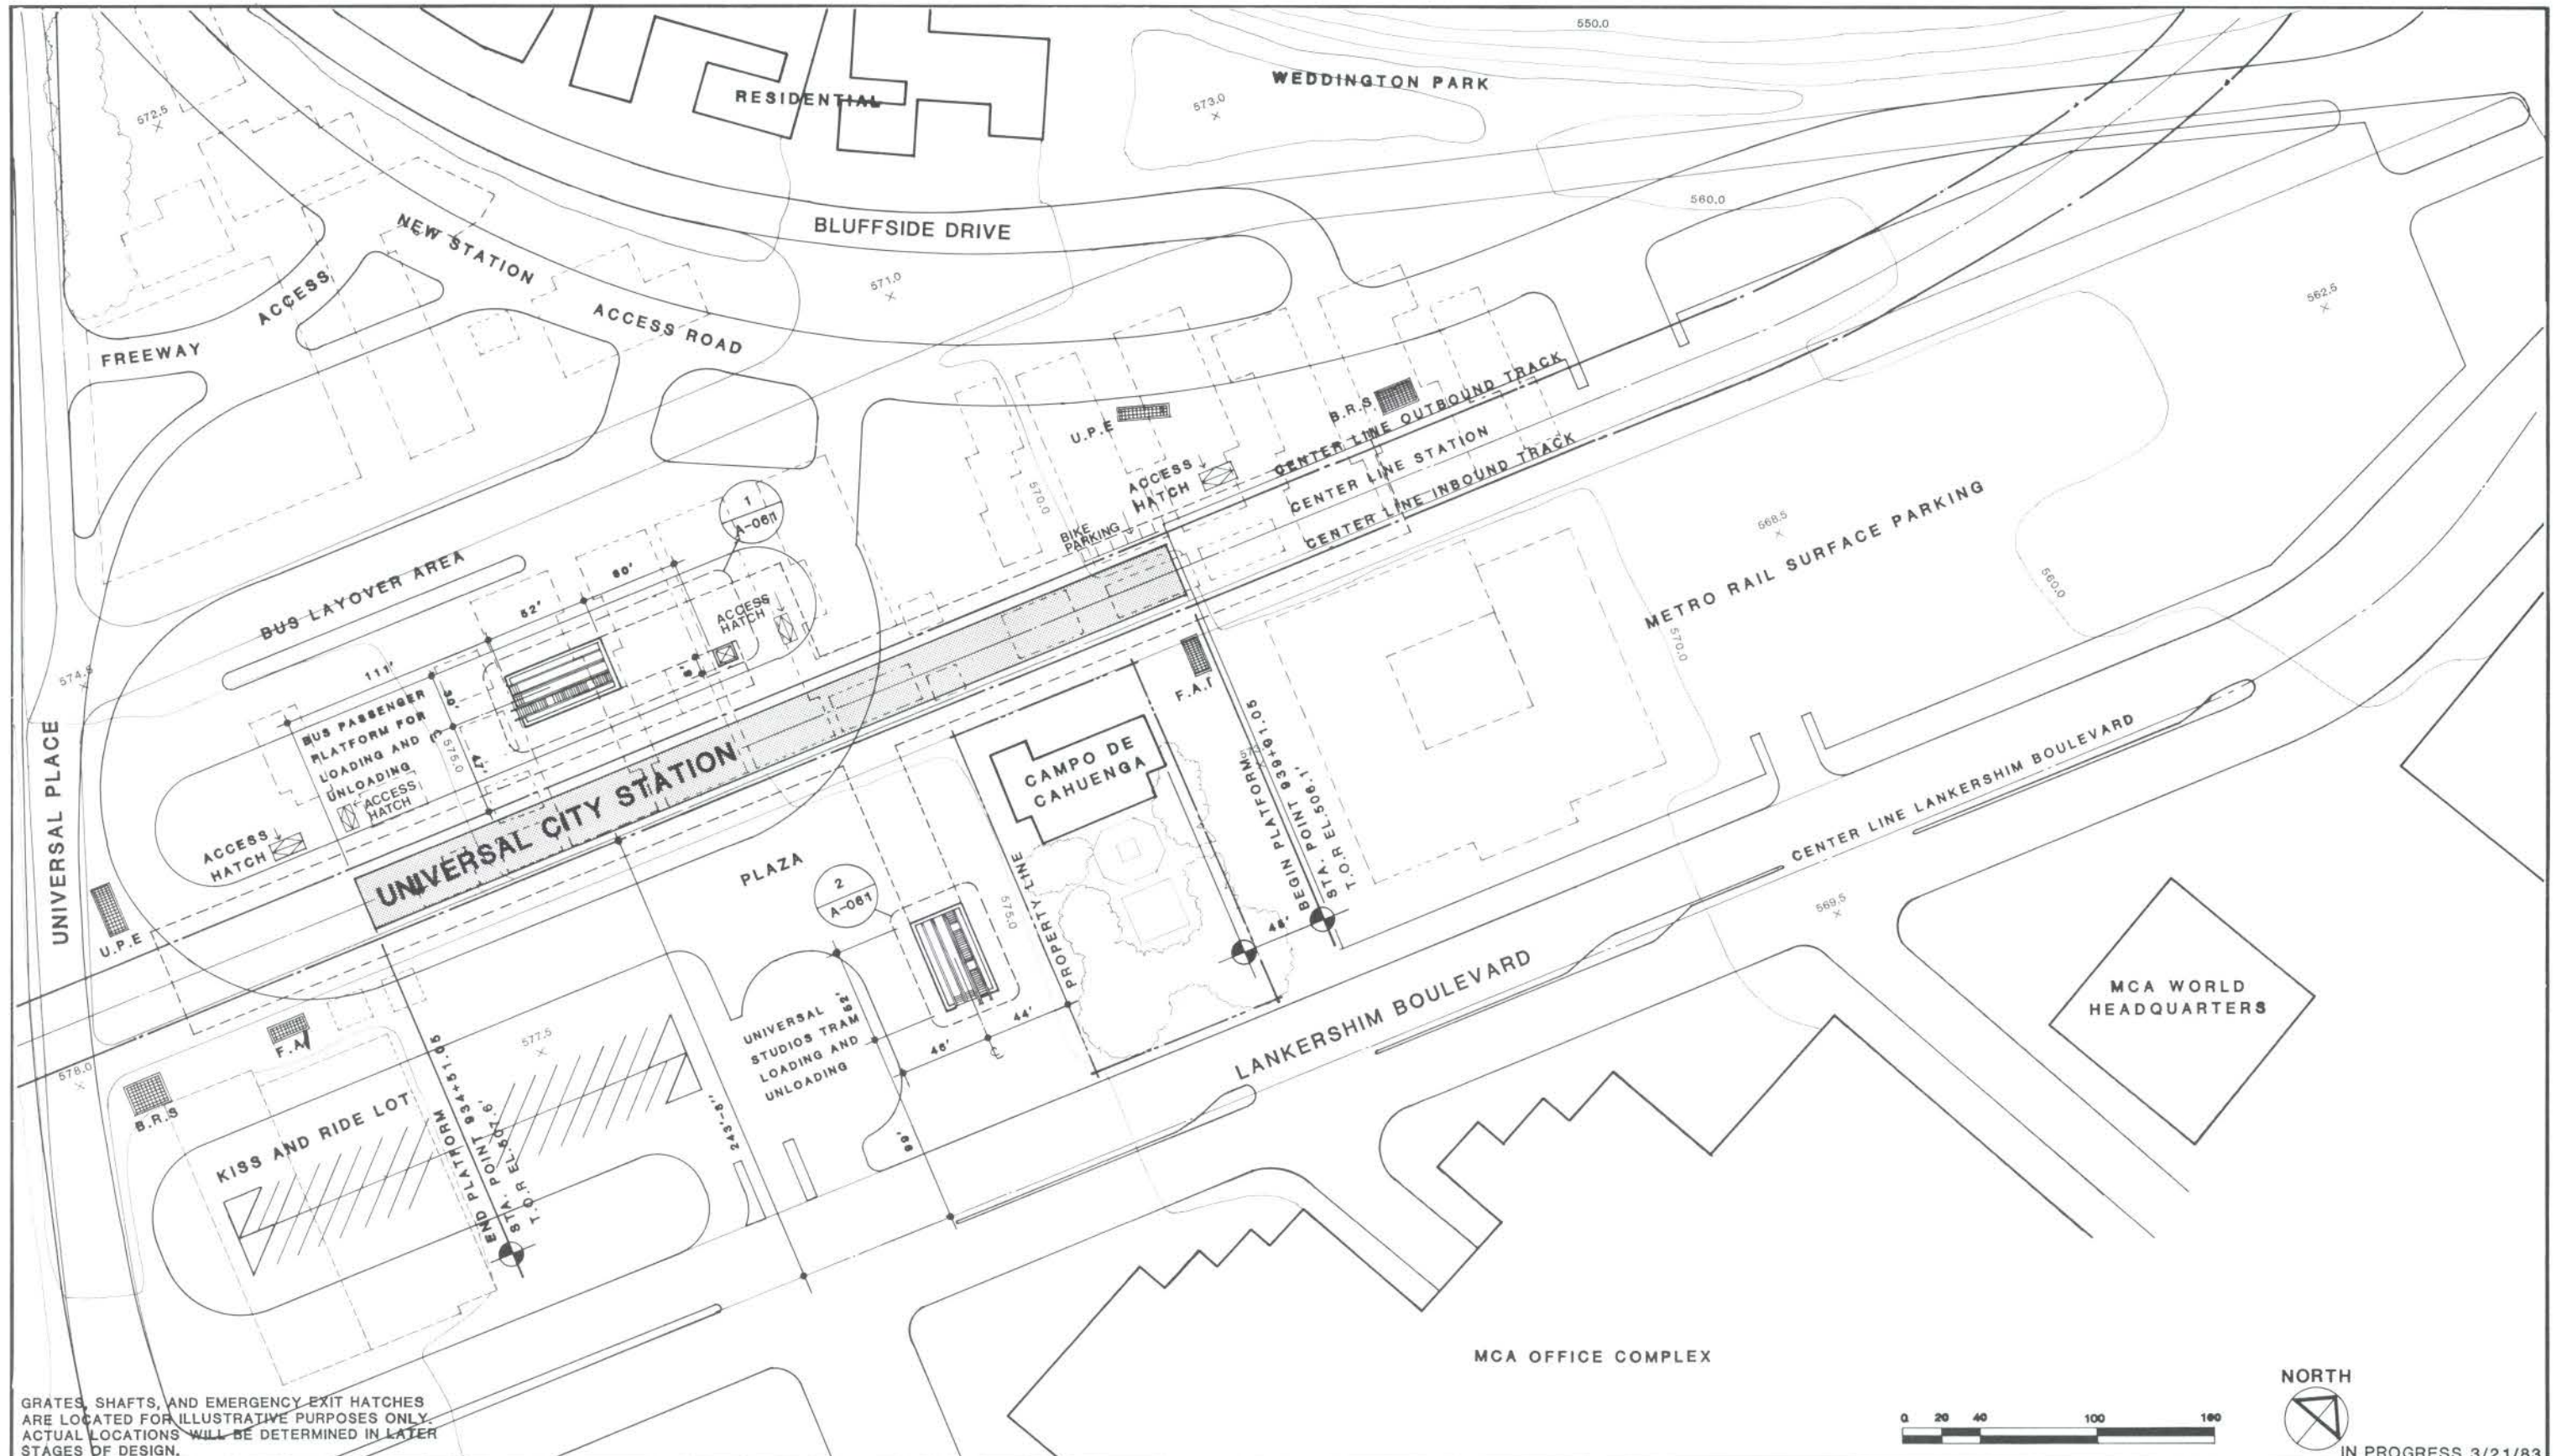 550.0
WEDDINGTON PARK
573.0
RESIDENTIAL
572.5
560.0
BLUFFSIDE DRIVE
NEW STATION
ACCESS ROAD
571.0
562.5
FREEWAY
ACCESS
CENTER LINE OUTBOUND TRACK
B.R.S.
U.P.E
CENTER LINE STATION
CENTER LINE INBOUND TRACK
ACCESS
HATCH
570.0
BIKE
PARKING
METRO RAIL SURFACE PARKING
568.5
1
A-061
BUS LAYOVER AREA
560.0
52'
ACCESS
HATCH
570.0
574.5
111'
BUS PASSENGER
PLATFORM FOR
LOADING AND
UNLOADING
47'
575.0
F.A.
ACCESS
HATCH
ACCESS
HATCH
UNIVERSAL CITY STATION
CAMPO DE
CAHUENGA
UNIVERSAL PLACE
CENTER LINE LANKERSHIM BOULEVARD
PLAZA
2
A-061
PROPERTY LINE
575.0
BEGIN PLATFORM
STA. POINT 939+01.05
T.O.R EL.506.1'
569.5
U.P.E
LANKERSHIM BOULEVARD
MCA WORLD
HEADQUARTERS
F.A
577.5
578.0
B.R.S
UNIVERSAL
STUDIOS TRAM
LOADING AND
UNLOADING
44'
KISS AND RIDE LOT
END PLATFORM
STA. POINT 934+51.05
T.O.R EL.507.6'
243'-8"
MCA OFFICE COMPLEX
NORTH
0 20 40 100 160
GRATES, SHAFTS, AND EMERGENCY EXIT HATCHES
ARE LOCATED FOR ILLUSTRATIVE PURPOSES ONLY.
ACTUAL LOCATIONS WILL BE DETERMINED IN LATER
STAGES OF DESIGN.
IN PROGRESS 3/21/83